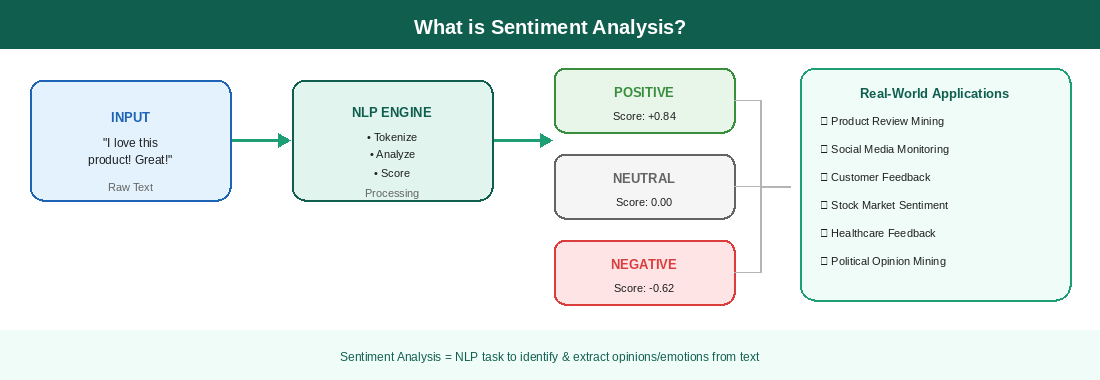 What is Sentiment Analysis?
INPUT
"I love this
product! Great!"
Raw Text
NLP ENGINE
• Tokenize
• Analyze
• Score
Processing
POSITIVE
Score: +0.84
NEUTRAL
Score: 0.00
NEGATIVE
Score: -0.62
Real-World Applications
▯ Product Review Mining
▯ Social Media Monitoring
▯ Customer Feedback
▯ Stock Market Sentiment
▯ Healthcare Feedback
▯ Political Opinion Mining
Sentiment Analysis = NLP task to identify & extract opinions/emotions from text